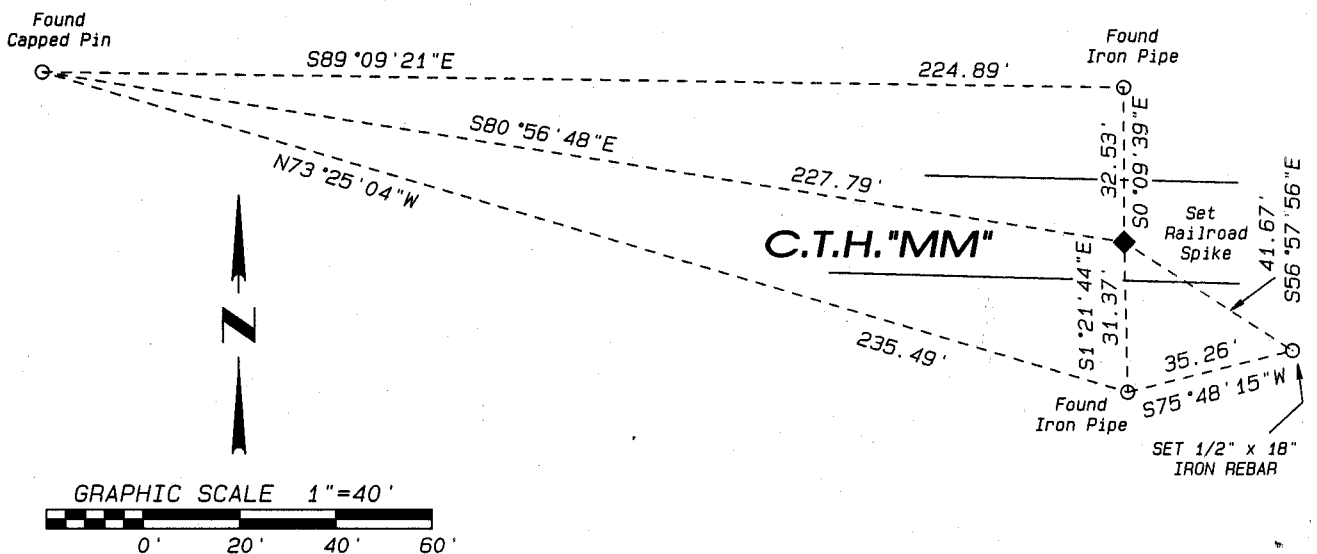 Found
Capped Pin
S89°09'21"E
224.89'
Found
Iron Pipe
S80°56'48"E
227.79'
N73°25'04"W
235.49'
32.53'
S0°09'39"E
C.T.H."MM"
Set
Railroad
Spike
41.67'
S56°57'56"E
S1°21'44"E
31.37'
35.26'
S75°48'15"W
Found
Iron Pipe
SET 1/2" x 18"
IRON REBAR
N
GRAPHIC SCALE 1"=40'
0' 20' 40' 60'